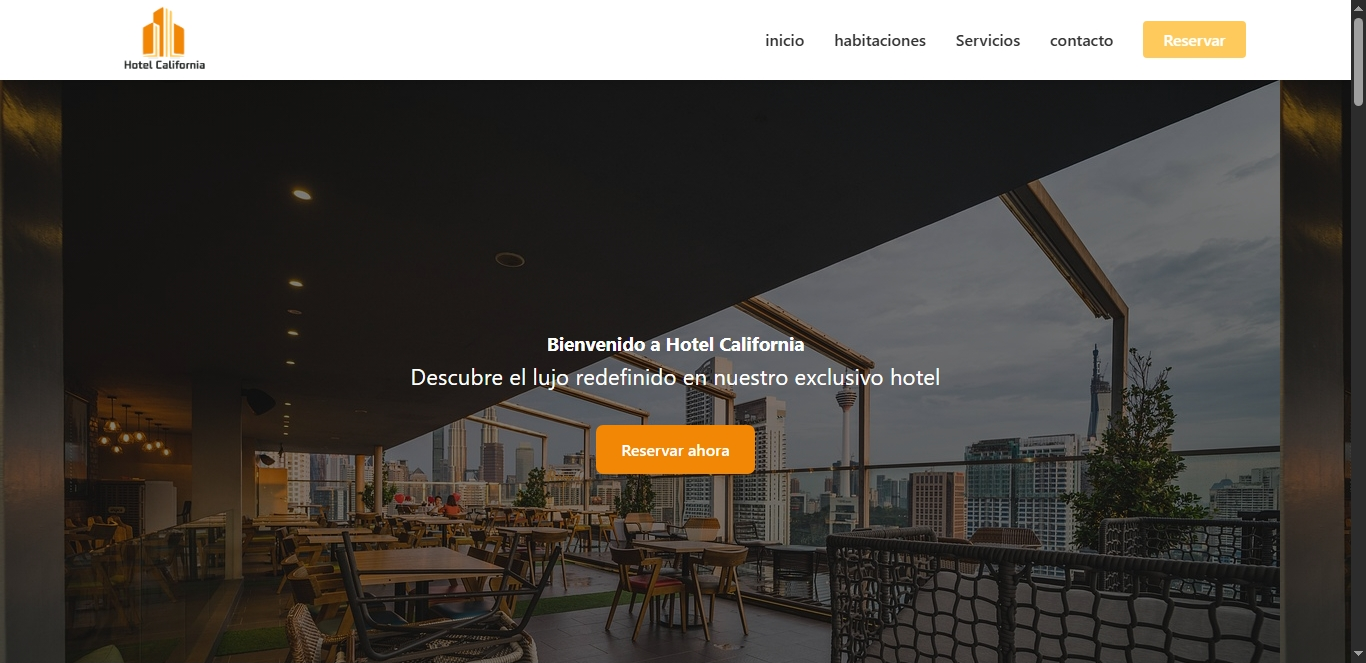 Hotel California
inicio
habitaciones
Servicios
contacto
Reservar
Bienvenido a Hotel California
Descubre el lujo redefinido en nuestro exclusivo hotel
Reservar ahora